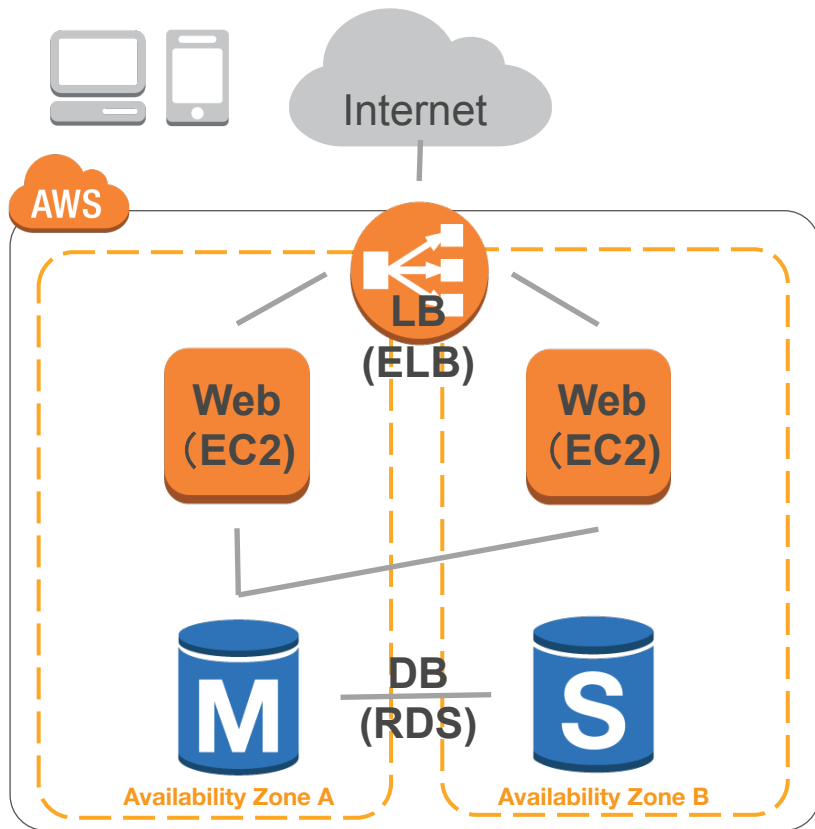 Internet
AWS
LB
(ELB)
Web
（EC2)
Web
（EC2)
M
DB
(RDS)
S
Availability Zone A
Availability Zone B